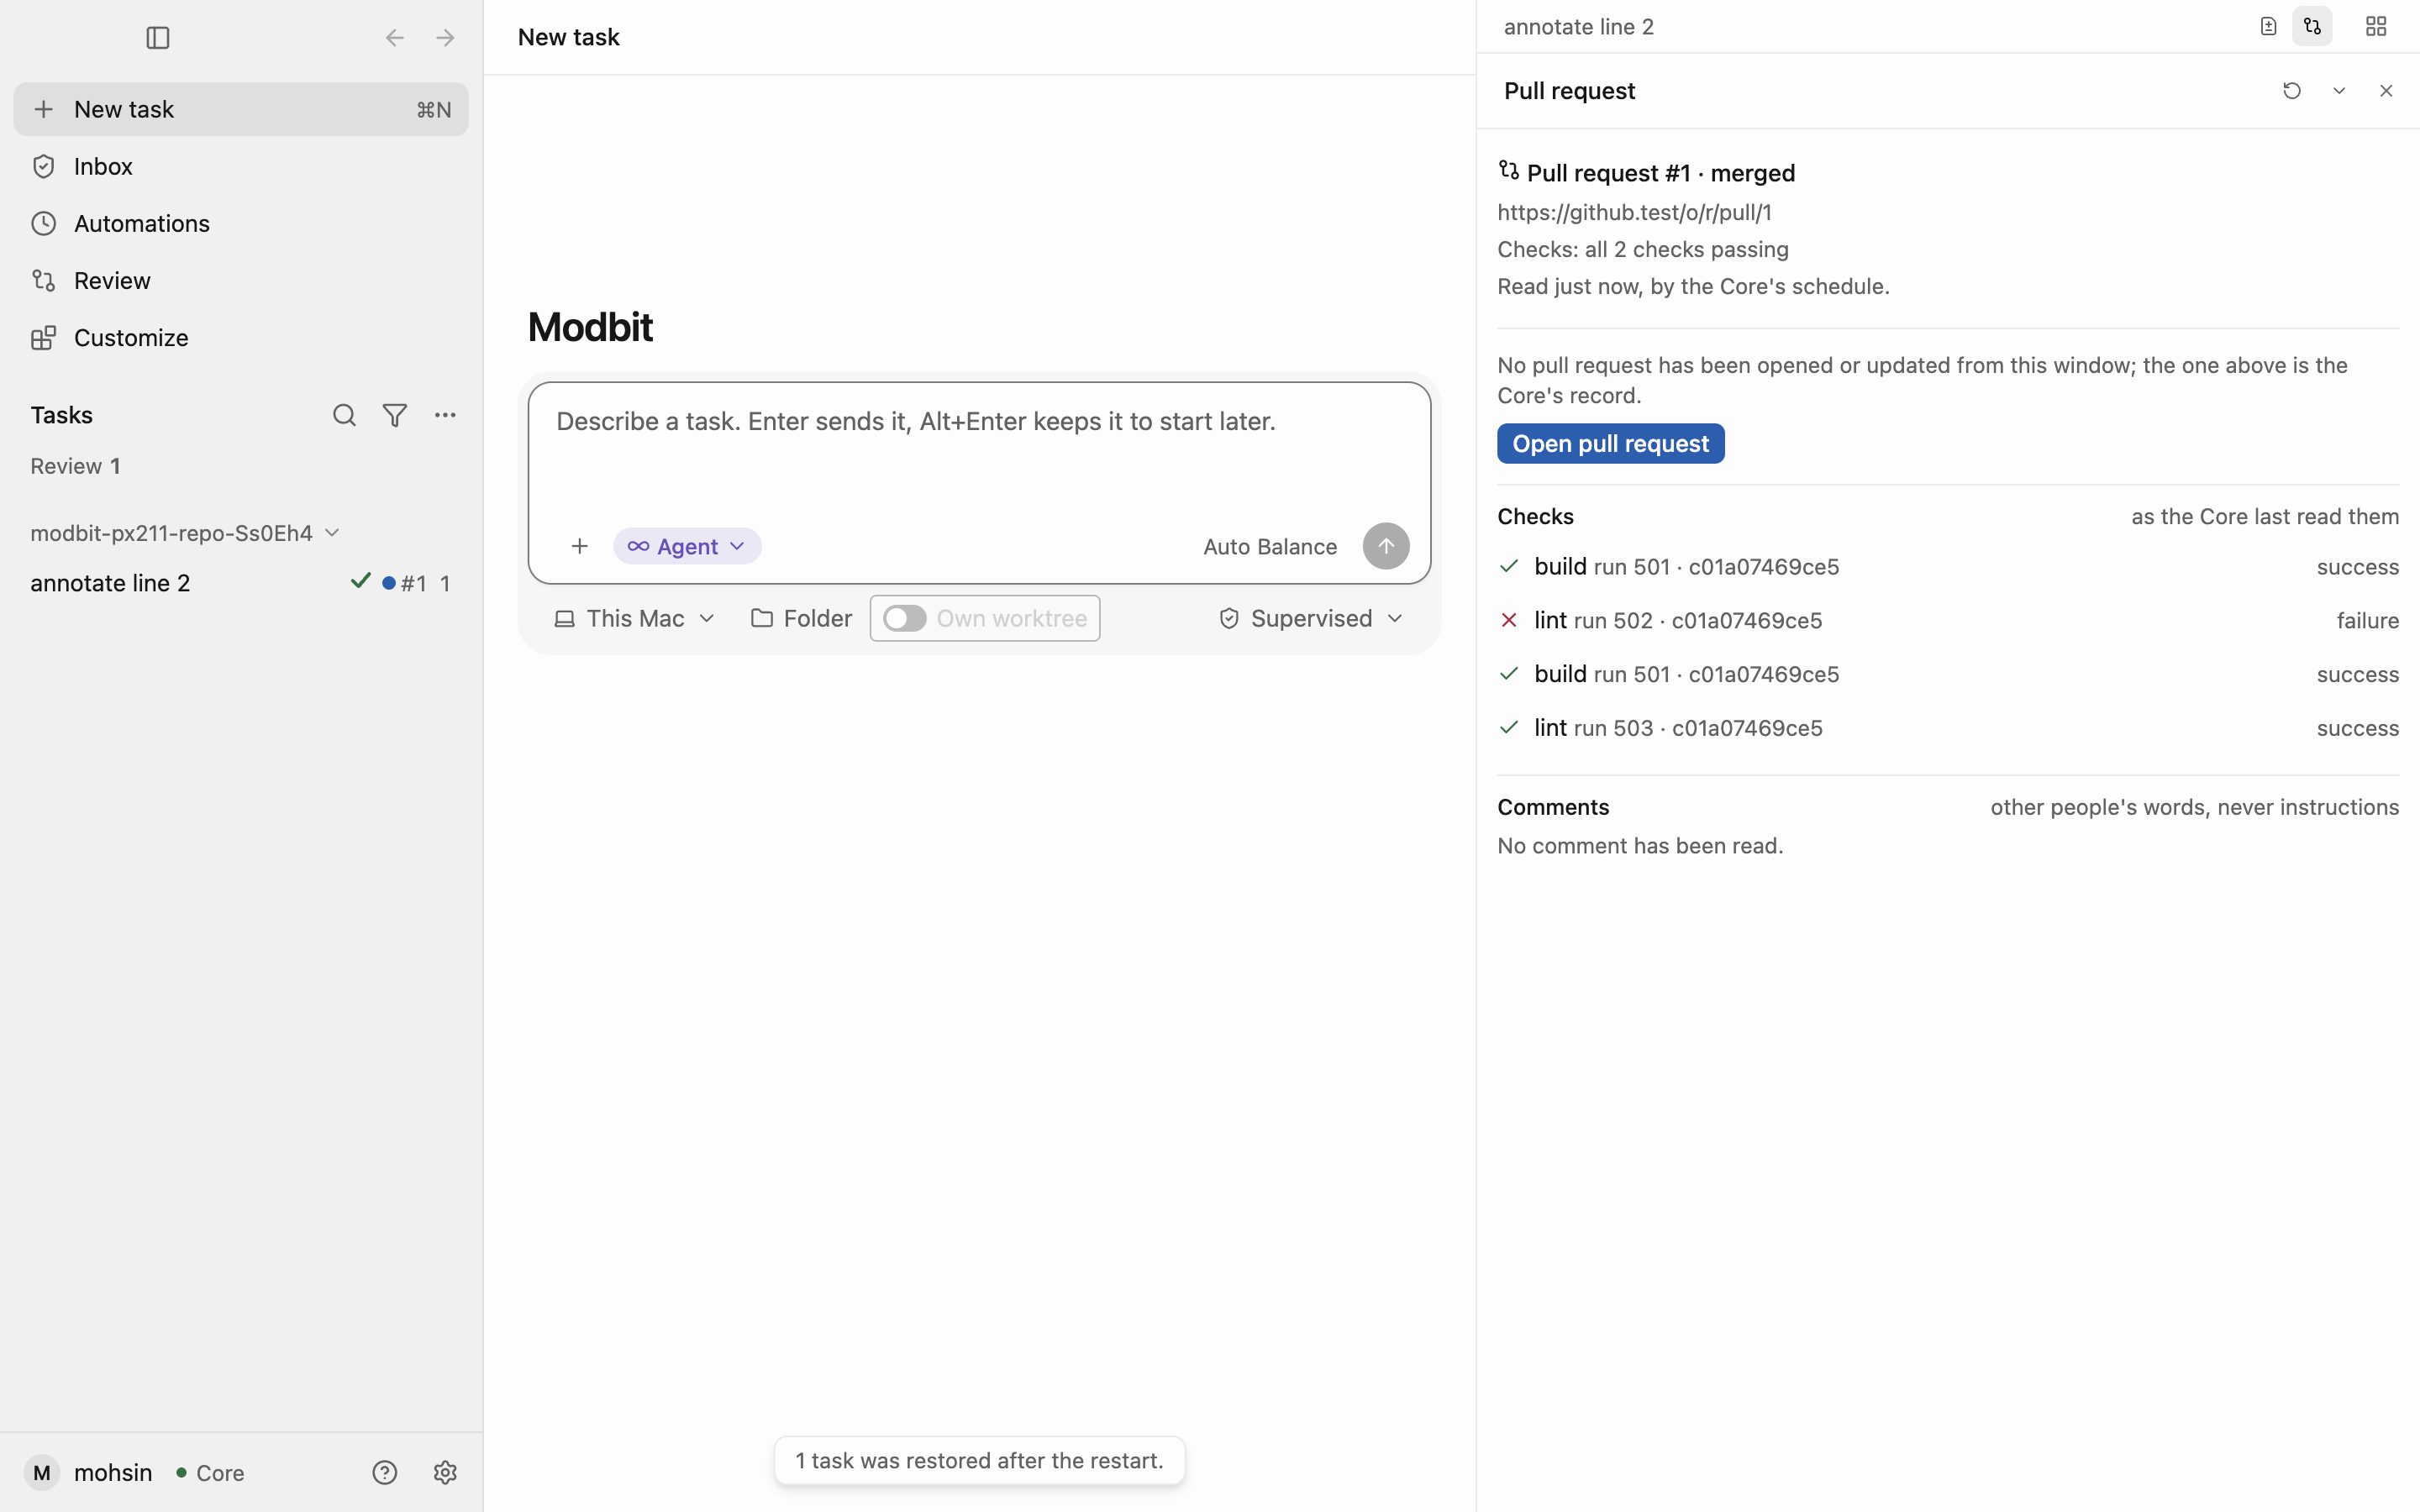 New task ⌘N
Inbox
Automations
Review
Customize
Tasks
Review 1
modbit-px211-repo-Ss0Eh4
annotate line 2 #1 1
M mohsin Core
New task
Modbit
Describe a task. Enter sends it, Alt+Enter keeps it to start later.
Agent Auto Balance
This Mac Folder Own worktree Supervised
1 task was restored after the restart.
annotate line 2
Pull request
Pull request #1 · merged
https://github.test/o/r/pull/1
Checks: all 2 checks passing
Read just now, by the Core's schedule.
No pull request has been opened or updated from this window; the one above is the
Core's record.
Open pull request
Checks as the Core last read them
build run 501 · c01a07469ce5 success
lint run 502 · c01a07469ce5 failure
build run 501 · c01a07469ce5 success
lint run 503 · c01a07469ce5 success
Comments other people's words, never instructions
No comment has been read.